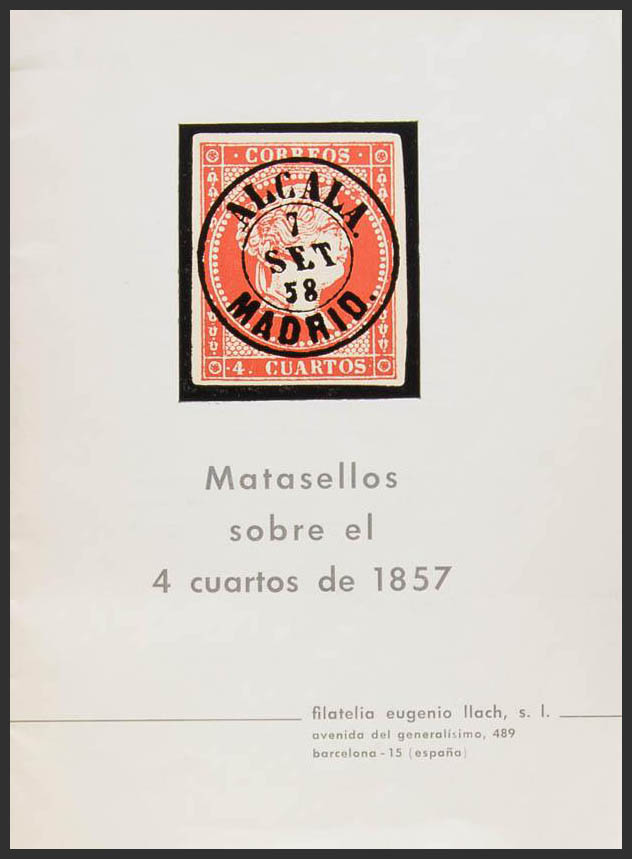 · CORREOS ·
ALCALA.
7
SET
58
MADRID.
4. CUARTOS
Matasellos
sobre el
4 cuartos de 1857
filatelia eugenio llach, s. l.
avenida del generalísimo, 489
barcelona - 15 (españa)